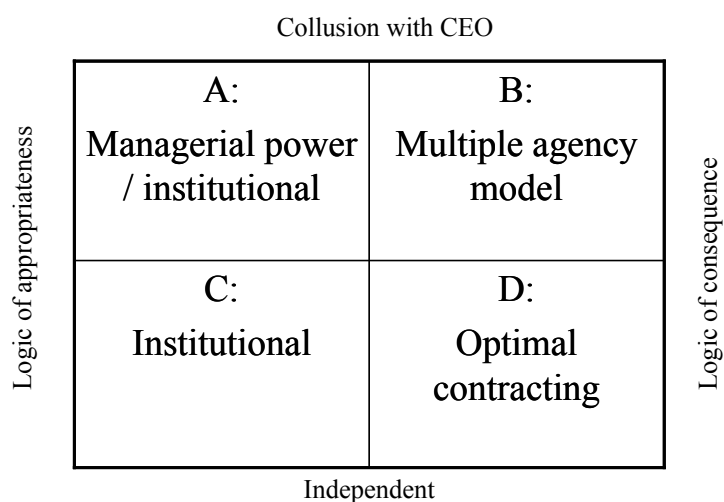 Collusion with CEO
Logic of appropriateness
A:
Managerial power
/ institutional
B:
Multiple agency
model
Logic of consequence
C:
Institutional
D:
Optimal
contracting
Independent